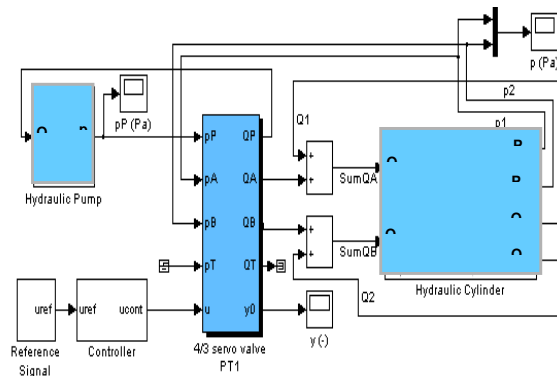 p (Pa)
p2
Q1
p1
pP (Pa)
pP
QP
pA
QA
SumQA
pB
QB
SumQB
pT
QT
Hydraulic Pump
Hydraulic Cylinder
Q2
uref
uref
ucont
u
y0
y (-)
Reference
Signal
Controller
4/3 servo valve
PT1